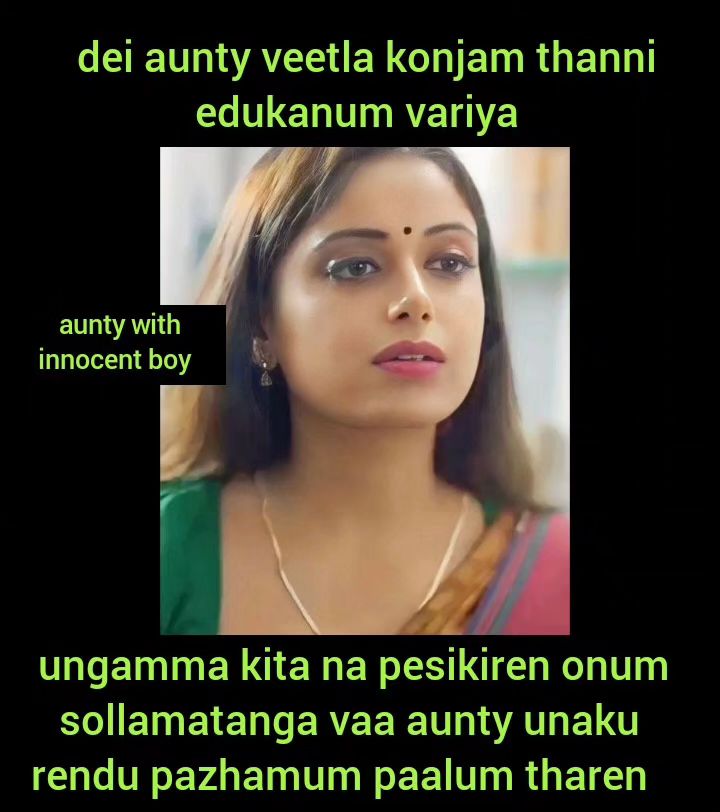 dei aunty veetla konjam thanni
edukanum variya
aunty with
innocent boy
ungamma kita na pesikiren onum
sollamatanga vaa aunty unaku
rendu pazhamum paalum tharen